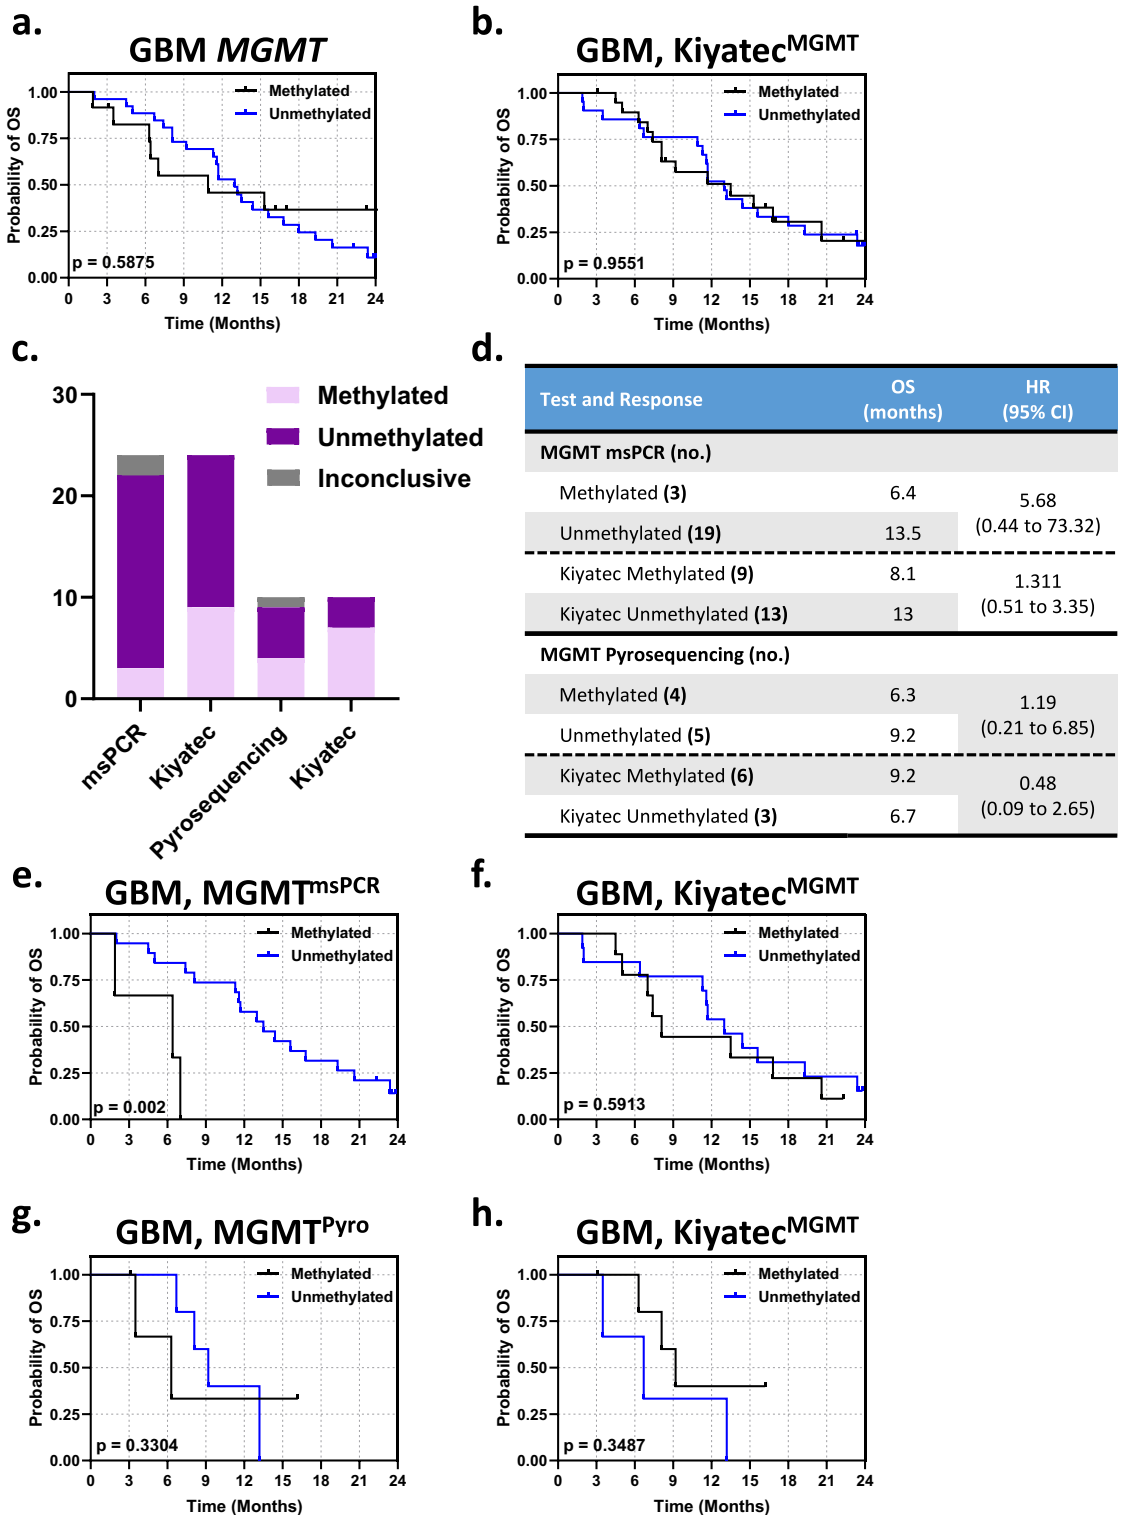 a.
GBM MGMT
Probability of OS
1.00
0.75
0.50
0.25
0.00
Methylated
Unmethylated
p = 0.5875
0 3 6 9 12 15 18 21 24
Time (Months)
b.
GBM, Kiyatec^MGMT
Probability of OS
1.00
0.75
0.50
0.25
0.00
Methylated
Unmethylated
p = 0.9551
0 3 6 9 12 15 18 21 24
Time (Months)
c.
30
20
10
0
Methylated
Unmethylated
Inconclusive
msPCR
Kiyatec
Pyrosequencing
Kiyatec
d.
Test and Response OS (months) HR (95% CI)
MGMT msPCR (no.)
Methylated (3) 6.4
5.68
(0.44 to 73.32)
Unmethylated (19) 13.5
Kiyatec Methylated (9) 8.1
1.311
(0.51 to 3.35)
Kiyatec Unmethylated (13) 13
MGMT Pyrosequencing (no.)
Methylated (4) 6.3
1.19
(0.21 to 6.85)
Unmethylated (5) 9.2
Kiyatec Methylated (6) 9.2
0.48
(0.09 to 2.65)
Kiyatec Unmethylated (3) 6.7
e.
GBM, MGMT^msPCR
Probability of OS
1.00
0.75
0.50
0.25
0.00
Methylated
Unmethylated
p = 0.002
0 3 6 9 12 15 18 21 24
Time (Months)
f.
GBM, Kiyatec^MGMT
Probability of OS
1.00
0.75
0.50
0.25
0.00
Methylated
Unmethylated
p = 0.5913
0 3 6 9 12 15 18 21 24
Time (Months)
g.
GBM, MGMT^Pyro
Probability of OS
1.00
0.75
0.50
0.25
0.00
Methylated
Unmethylated
p = 0.3304
0 3 6 9 12 15 18 21 24
Time (Months)
h.
GBM, Kiyatec^MGMT
Probability of OS
1.00
0.75
0.50
0.25
0.00
Methylated
Unmethylated
p = 0.3487
0 3 6 9 12 15 18 21 24
Time (Months)